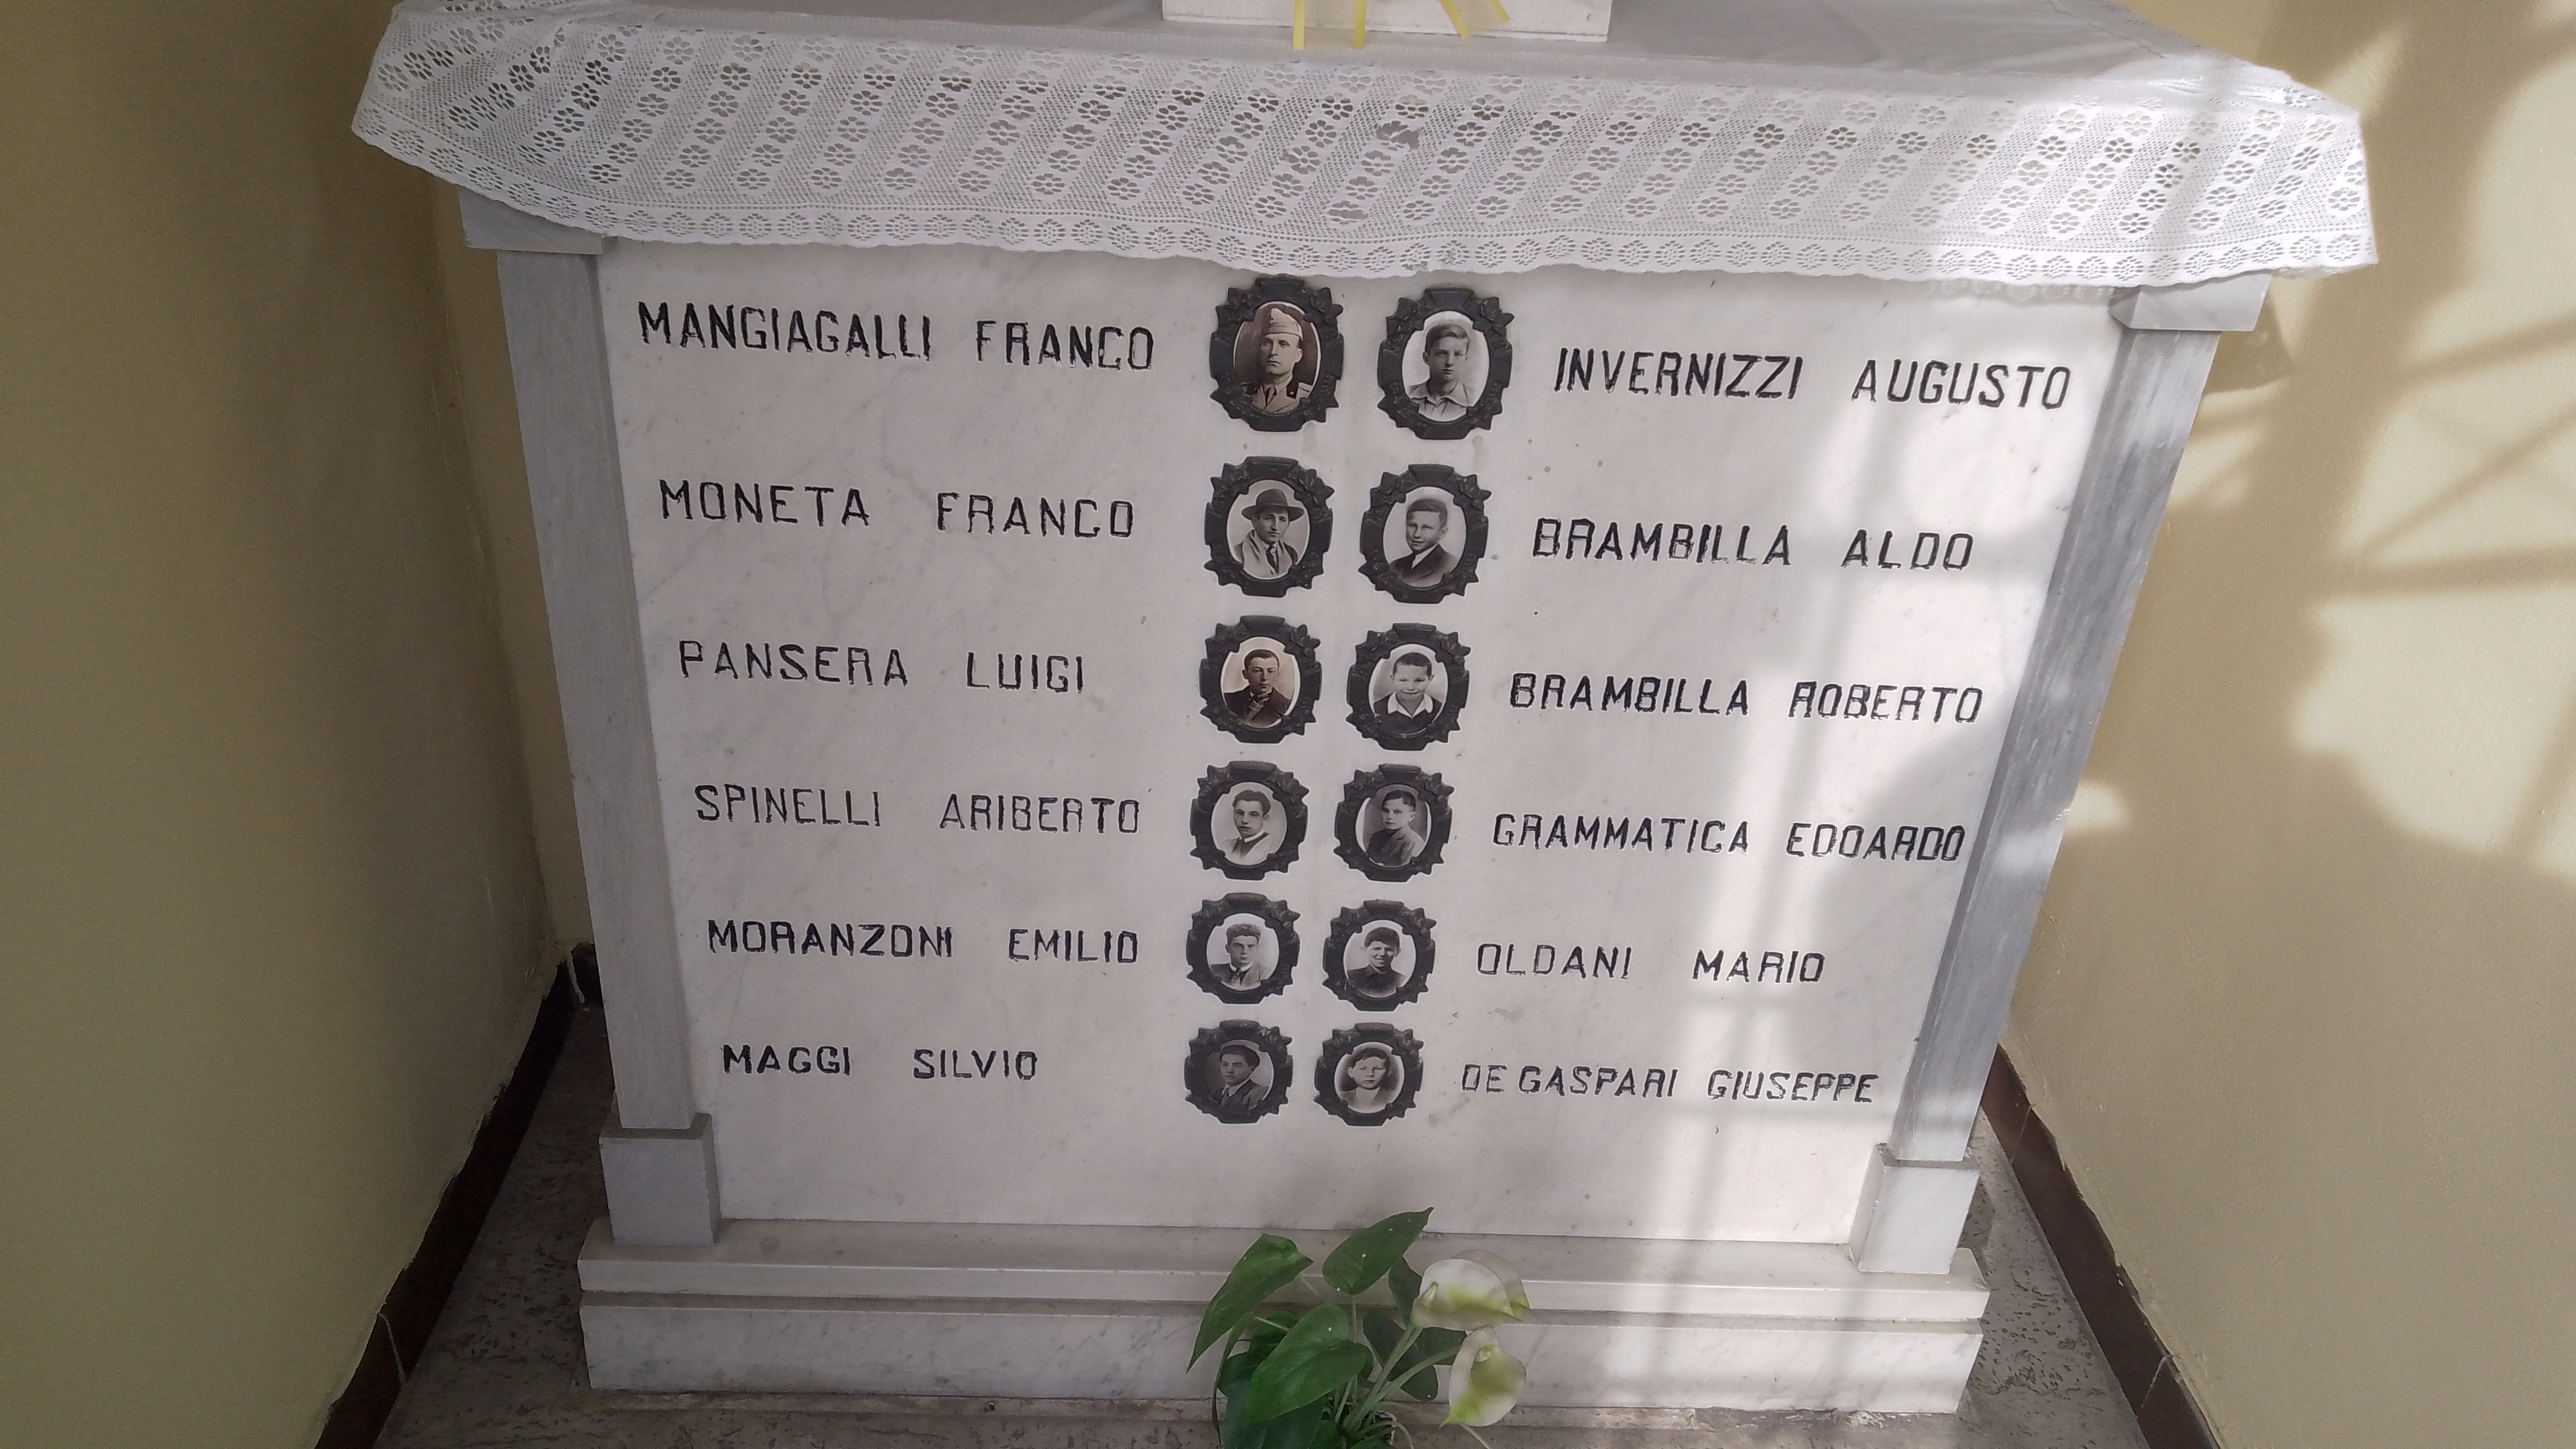 MANGIAGALLI FRANCO
INVERNIZZI AUGUSTO
MONETA FRANCO
BRAMBILLA ALDO
PANSERA LUIGI
BRAMBILLA ROBERTO
SPINELLI ARIBERTO
GRAMMATICA EDOARDO
MORANZONI EMILIO
OLDANI MARIO
MAGGI SILVIO
DE GASPARI GIUSEPPE